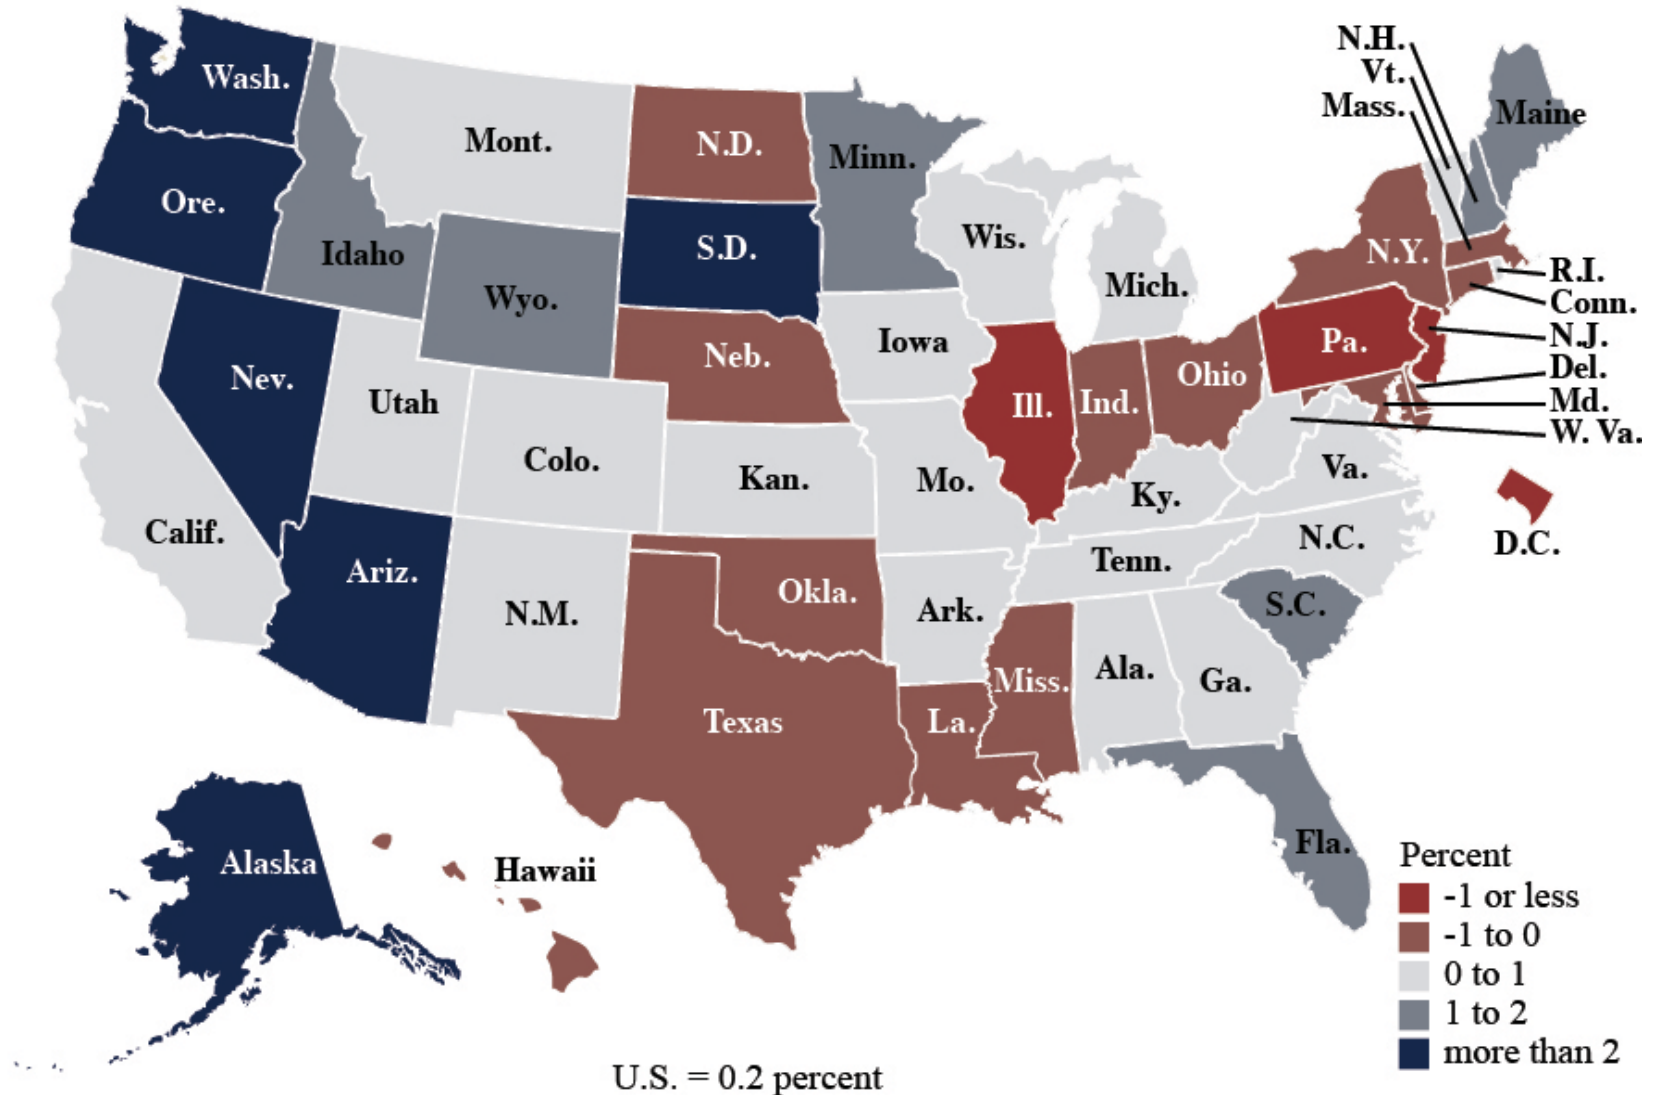 N.H.
Vt.
Mass.
Maine
Wash.
Mont.
N.D.
Minn.
Ore.
Idaho
S.D.
Wis.
Mich.
N.Y.
R.I.
Conn.
N.J.
Del.
Md.
W. Va.
Wyo.
Nev.
Utah
Neb.
Iowa
Ill.
Ind.
Ohio
Pa.
Colo.
Kan.
Mo.
Ky.
Va.
Calif.
Ariz.
N.M.
Okla.
Ark.
Tenn.
N.C.
D.C.
S.C.
Texas
La.
Miss.
Ala.
Ga.
Fla.
Alaska
Hawaii
Percent
-1 or less
-1 to 0
0 to 1
1 to 2
more than 2
U.S. = 0.2 percent